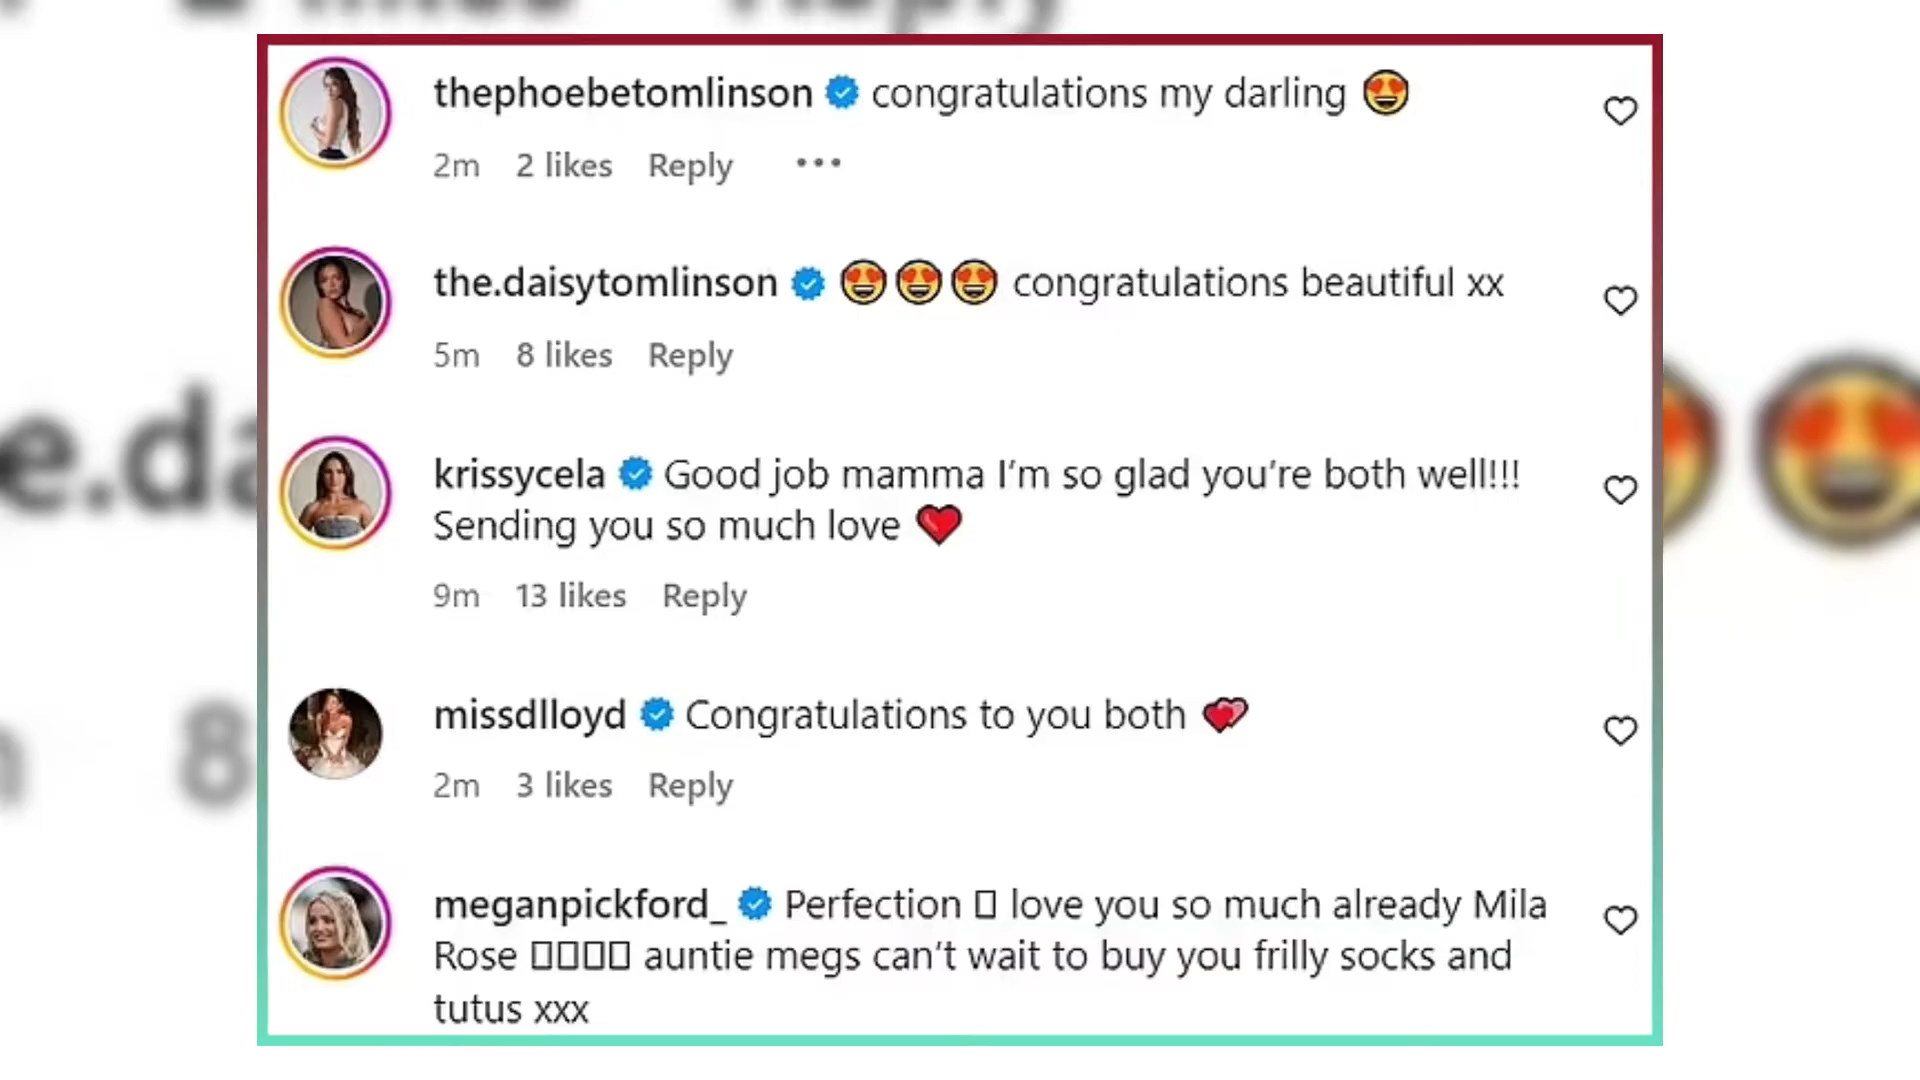 thephoebetomlinson congratulations my darling 😍
2m 2 likes Reply •••
the.daisytomlinson 😍😍😍 congratulations beautiful xx
5m 8 likes Reply
krissycela Good job mamma I'm so glad you're both well!!!
Sending you so much love ❤️
9m 13 likes Reply
missdlloyd Congratulations to you both 💕
2m 3 likes Reply
meganpickford_ Perfection ▯ love you so much already Mila
Rose ▯▯▯▯ auntie megs can't wait to buy you frilly socks and
tutus xxx